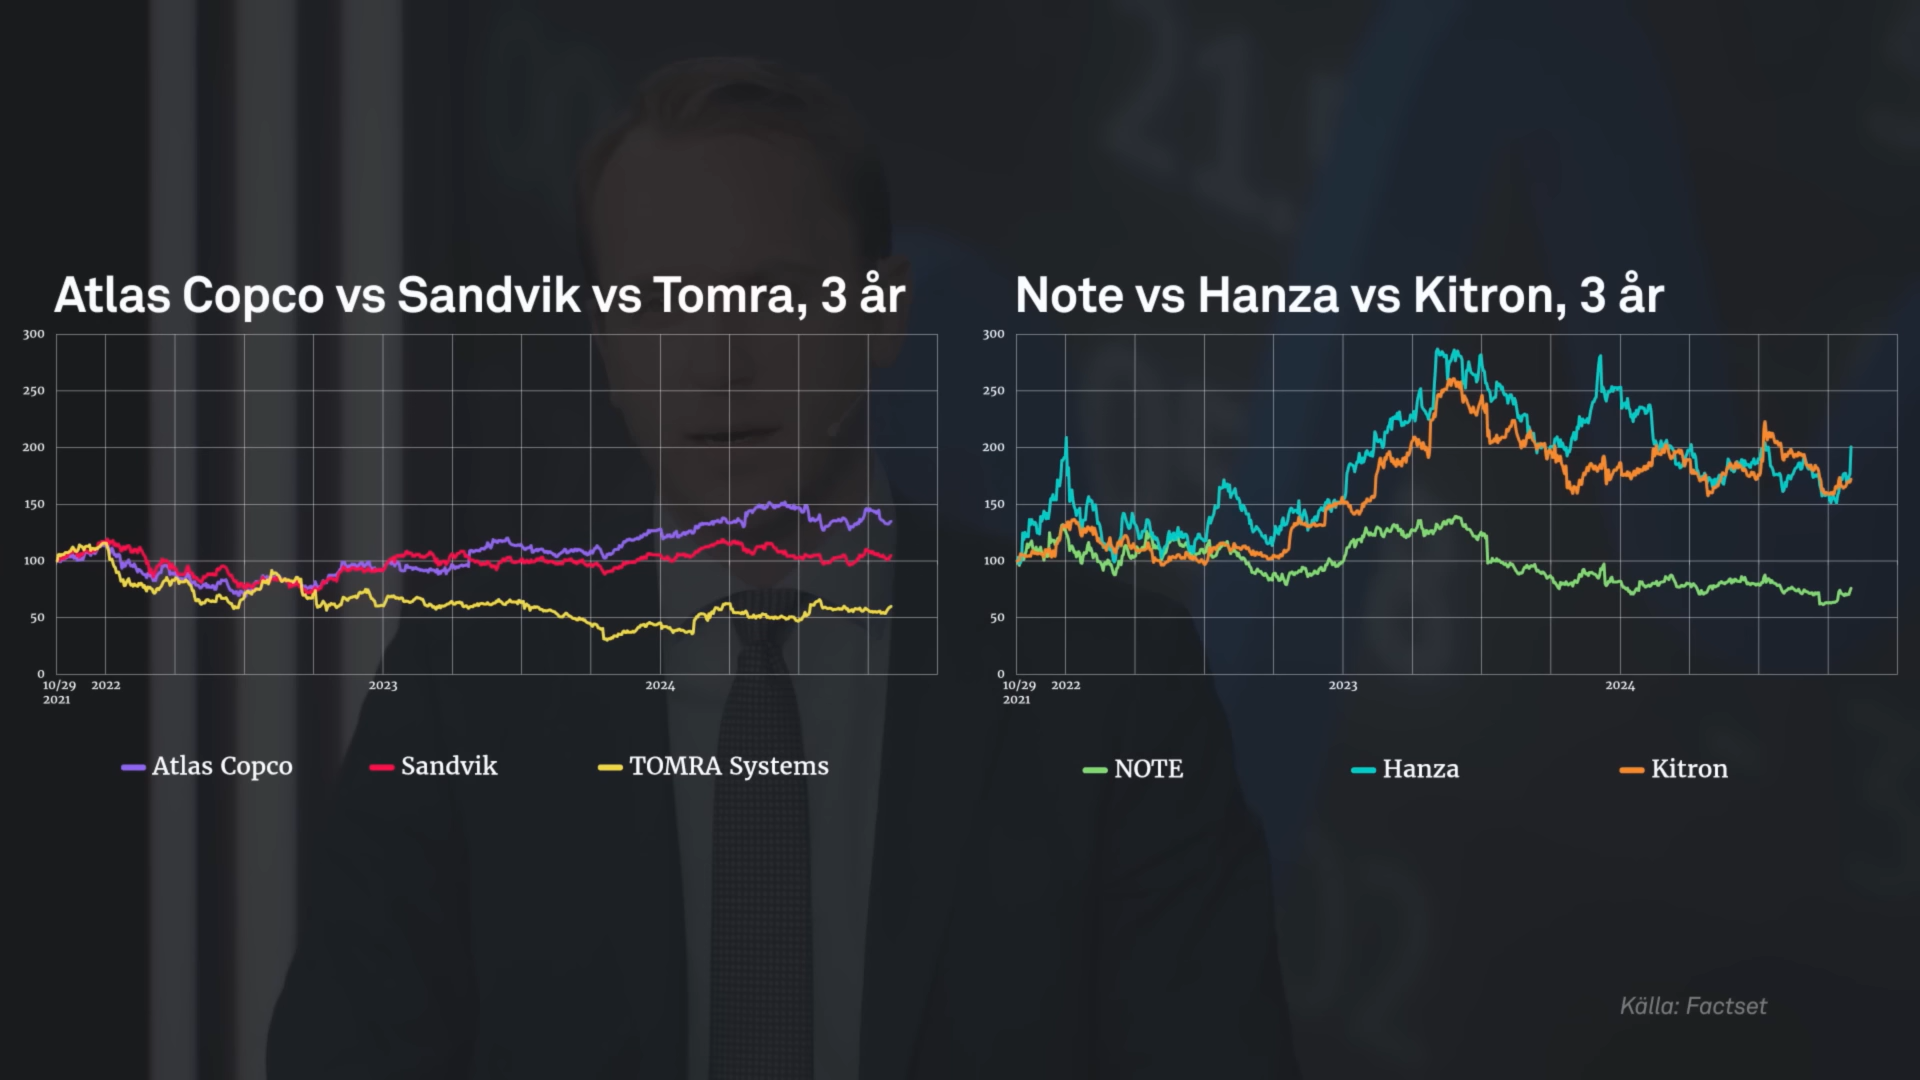 Atlas Copco vs Sandvik vs Tomra, 3 år
300
250
200
150
100
50
0
10/29
2021
2022
2023
2024
Atlas Copco
Sandvik
TOMRA Systems
Note vs Hanza vs Kitron, 3 år
300
250
200
150
100
50
0
10/29
2021
2022
2023
2024
NOTE
Hanza
Kitron
Källa: Factset